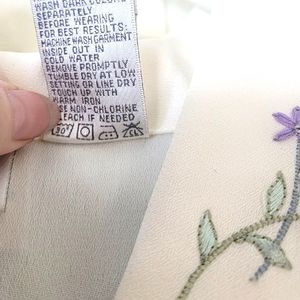 WASH DARK COLORS
SEPARATELY
BEFORE WEARING
FOR BEST RESULTS.
MACHINE WASH GARMENT
INSIDE OUT IN
COLD WATER
REMOVE PROMPTLY
TUMBLE DRY AT LOW
SETTING OR LINE DRY
TOUCH UP WITH
WARM IRON
USE NON-CHLORINE
BLEACH IF NEEDED
30°